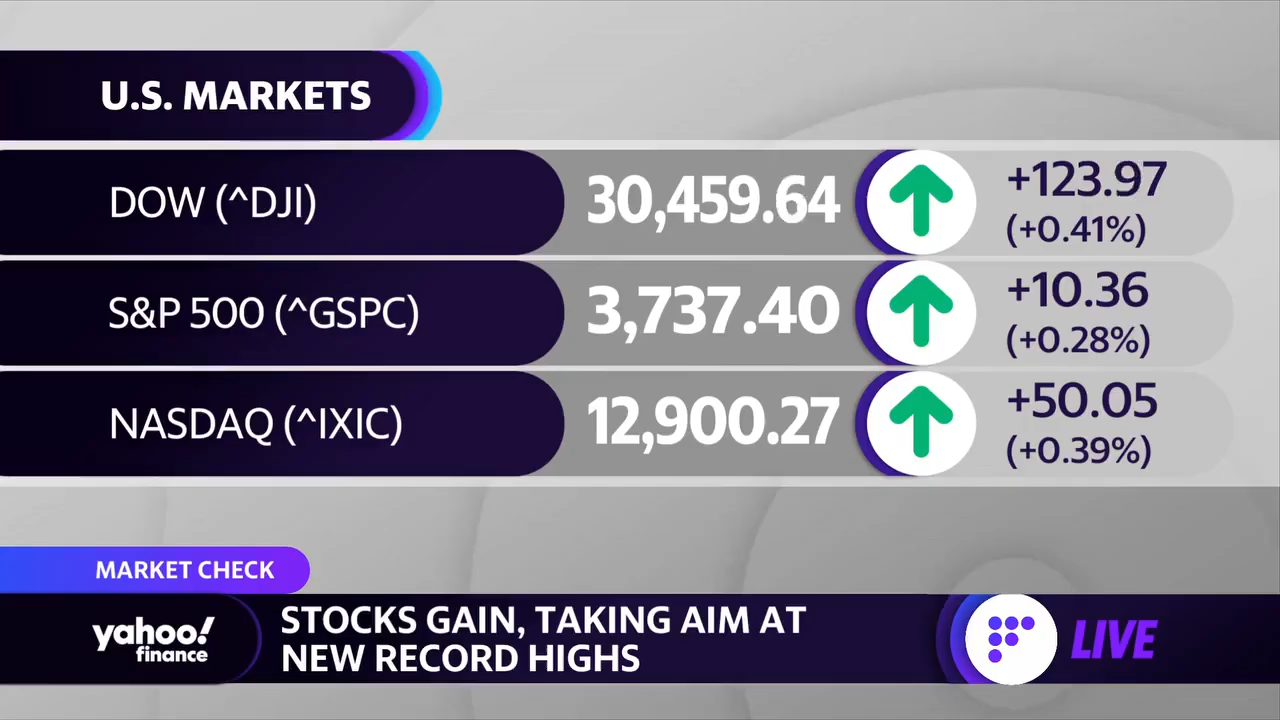 U.S. MARKETS
DOW (^DJI) 30,459.64 +123.97
(+0.41%)
S&P 500 (^GSPC) 3,737.40 +10.36
(+0.28%)
NASDAQ (^IXIC) 12,900.27 +50.05
(+0.39%)
MARKET CHECK
yahoo!
finance
STOCKS GAIN, TAKING AIM AT
NEW RECORD HIGHS
LIVE